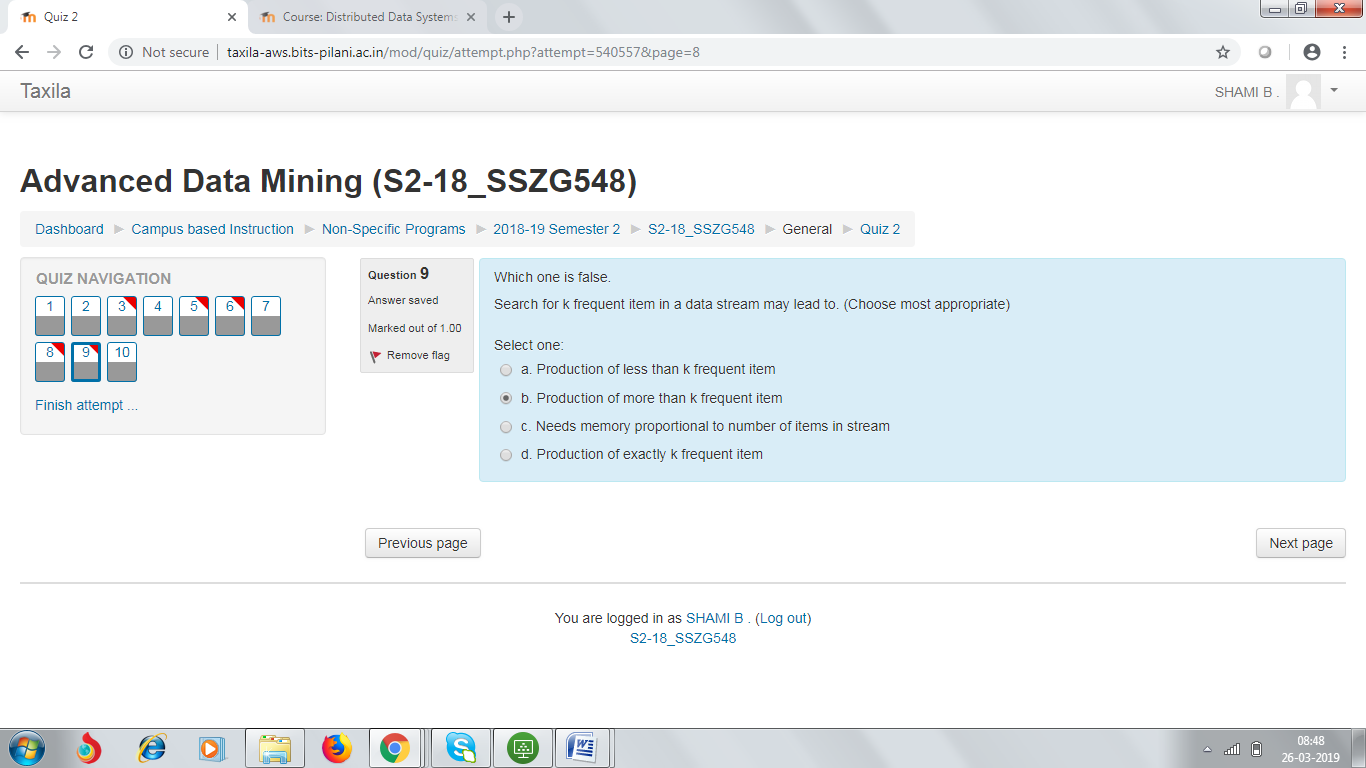 Quiz 2
Course: Distributed Data Systems
Not secure
taxila-aws.bits-pilani.ac.in/mod/quiz/attempt.php?attempt=540557&page=8
Taxila
SHAMI B .
Advanced Data Mining (S2-18_SSZG548)
Dashboard ► Campus based Instruction ► Non-Specific Programs ► 2018-19 Semester 2 ► S2-18_SSZG548 ► General ► Quiz 2
QUIZ NAVIGATION
1 2 3 4 5 6 7
8 9 10
Finish attempt ...
Question 9
Answer saved
Marked out of 1.00
Remove flag
Which one is false.
Search for k frequent item in a data stream may lead to. (Choose most appropriate)
Select one:
a. Production of less than k frequent item
b. Production of more than k frequent item
c. Needs memory proportional to number of items in stream
d. Production of exactly k frequent item
Previous page
Next page
You are logged in as SHAMI B . (Log out)
S2-18_SSZG548
08:48
26-03-2019